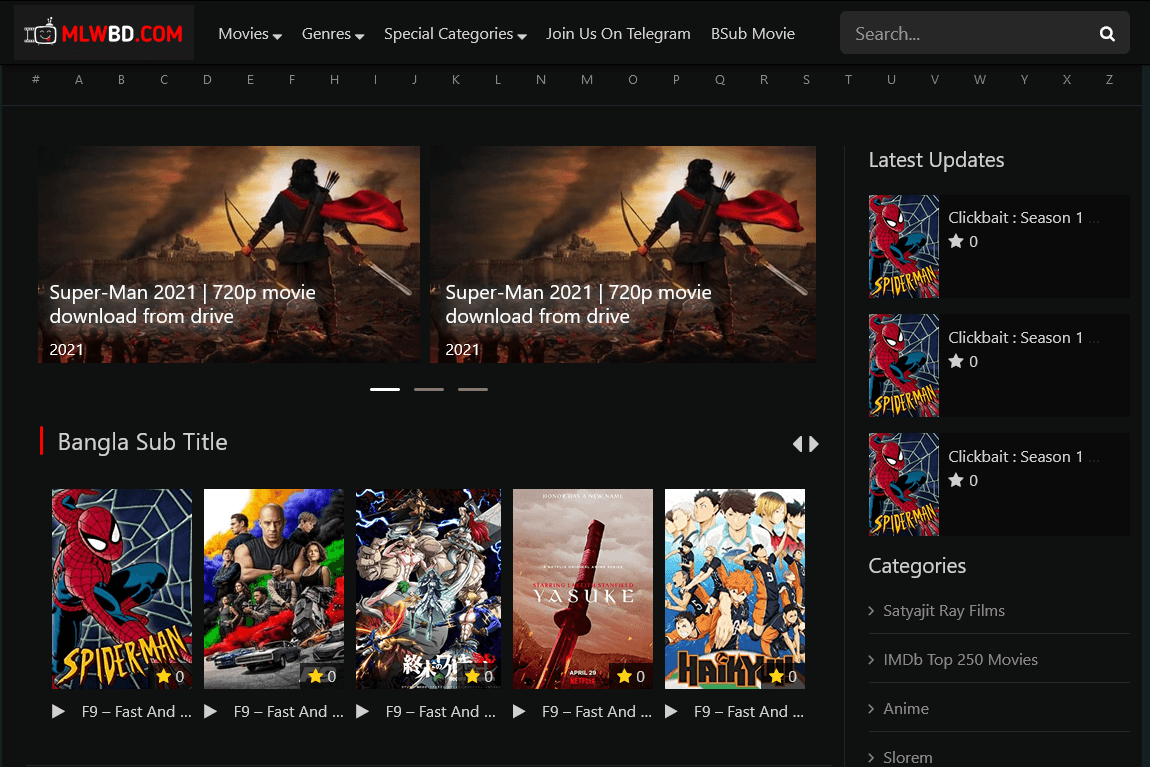 MLWBD.COM
Movies
Genres
Special Categories
Join Us On Telegram
BSub Movie
Search...
# A B C D E F H I J K L N M O P Q R S T U V W Y X Z
Super-Man 2021 | 720p movie
download from drive
2021
Super-Man 2021 | 720p movie
download from drive
2021
Bangla Sub Title
SPIDER-MAN
0
F9 – Fast And ...
0
F9 – Fast And ...
0
F9 – Fast And ...
HONOR HAS A NEW NAME
A NETFLIX ORIGINAL ANIME SERIES
STARRING LAKEITH STANFIELD
YASUKE
APRIL 29
NETFLIX
0
F9 – Fast And ...
HAIKYU!!
0
F9 – Fast And ...
Latest Updates
SPIDER-MAN
Clickbait : Season 1 ...
0
SPIDER-MAN
Clickbait : Season 1 ...
0
SPIDER-MAN
Clickbait : Season 1 ...
0
Categories
Satyajit Ray Films
IMDb Top 250 Movies
Anime
Slorem